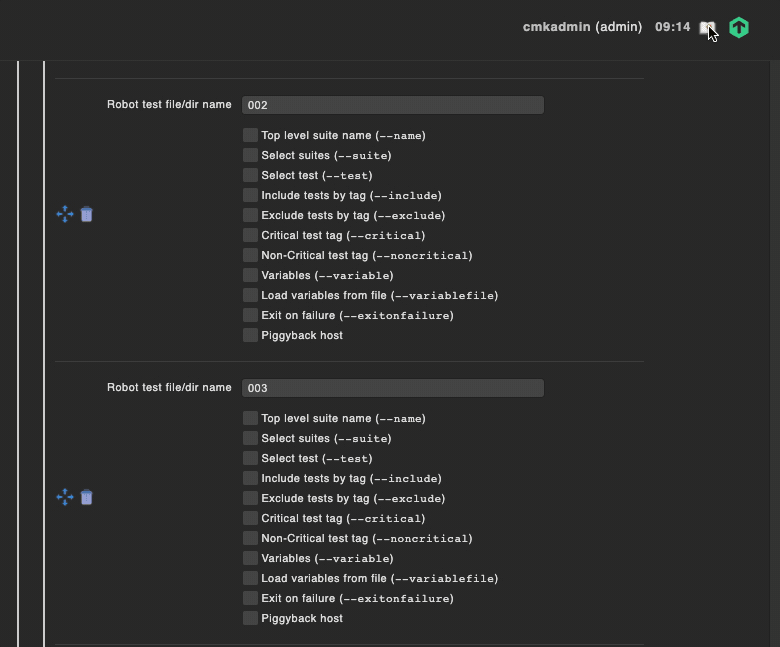 cmkadmin (admin) 09:14
Robot test file/dir name 002
Top level suite name (--name)
Select suites (--suite)
Select test (--test)
Include tests by tag (--include)
Exclude tests by tag (--exclude)
Critical test tag (--critical)
Non-Critical test tag (--noncritical)
Variables (--variable)
Load variables from file (--variablefile)
Exit on failure (--exitonfailure)
Piggyback host
Robot test file/dir name 003
Top level suite name (--name)
Select suites (--suite)
Select test (--test)
Include tests by tag (--include)
Exclude tests by tag (--exclude)
Critical test tag (--critical)
Non-Critical test tag (--noncritical)
Variables (--variable)
Load variables from file (--variablefile)
Exit on failure (--exitonfailure)
Piggyback host